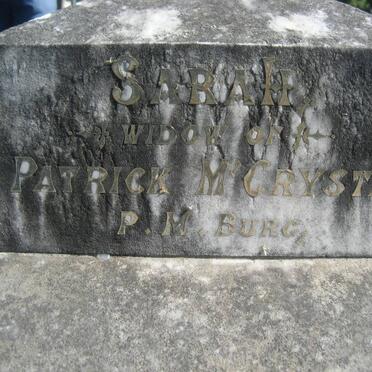 SARAH,
WIDOW OF
PATRICK McCRYST
P. M. BURG,